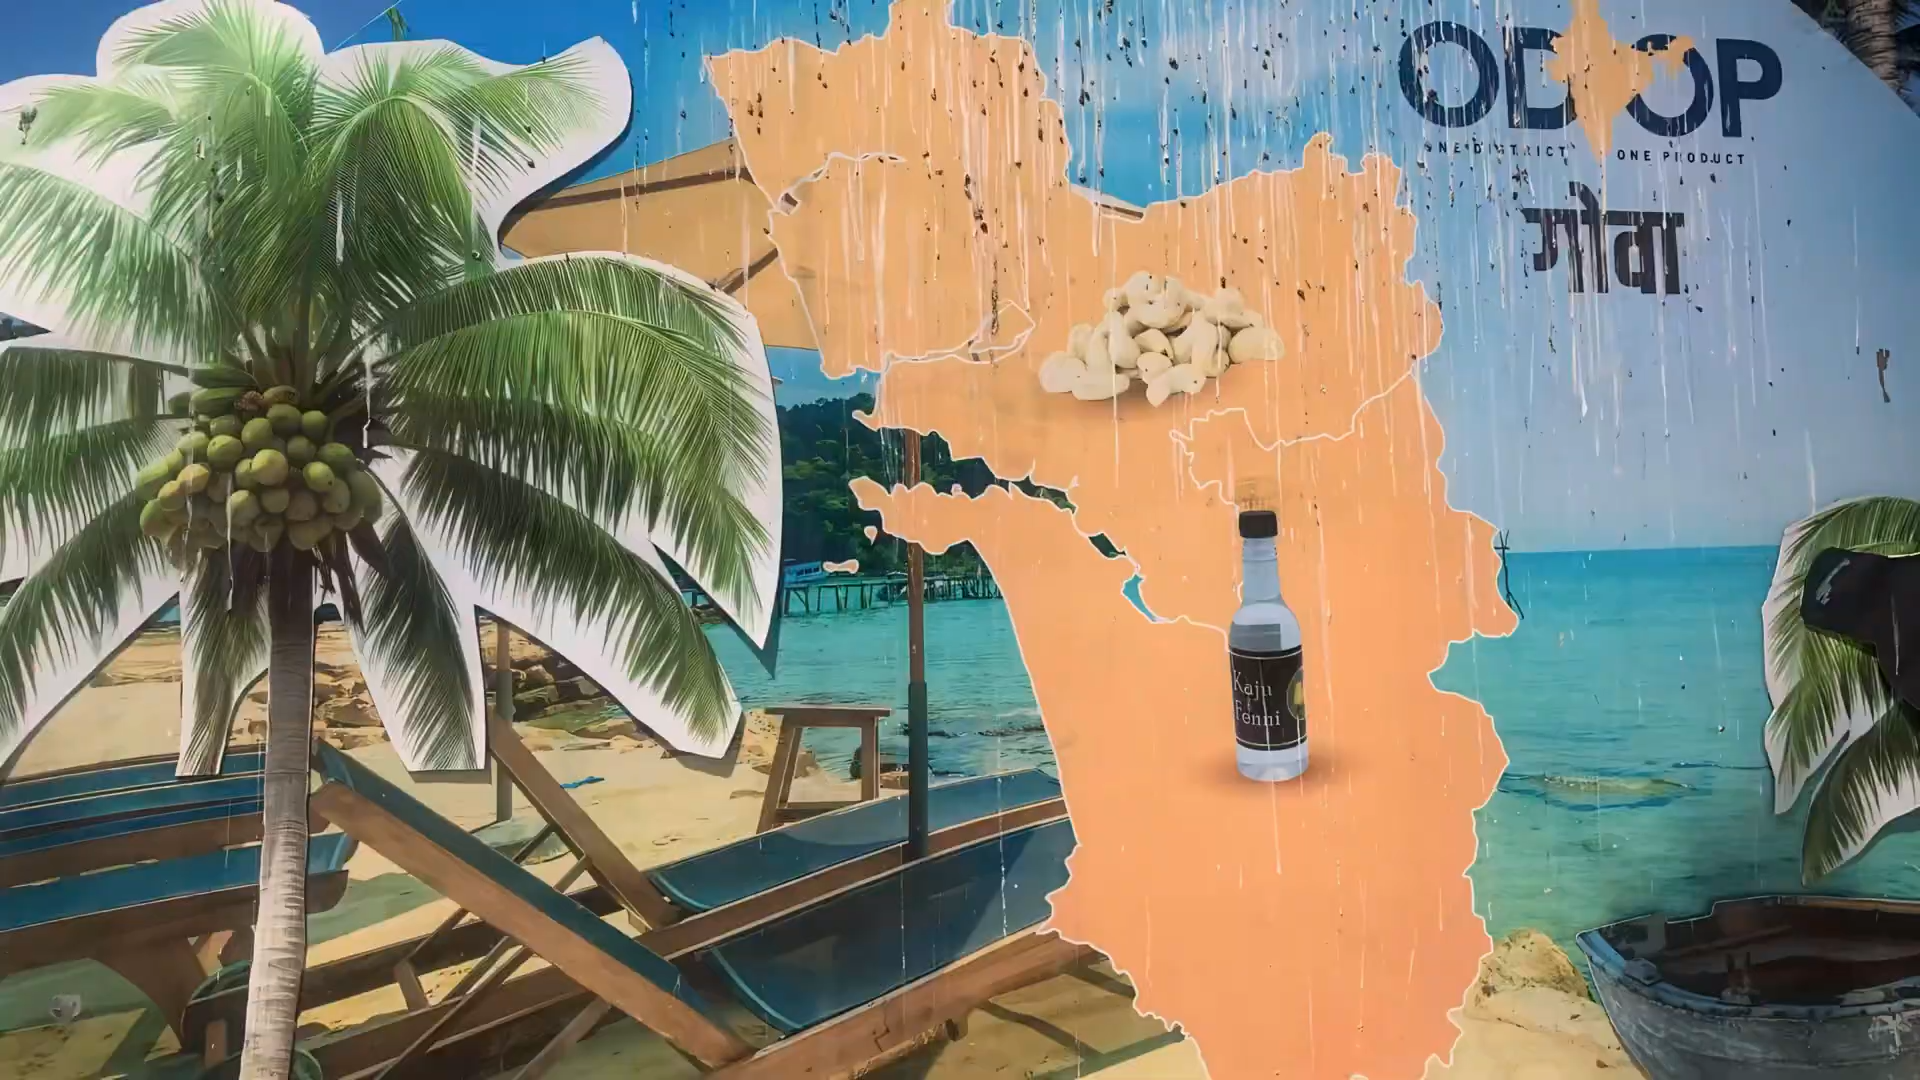 ODOP
ONE DISTRICT ONE PRODUCT
गोवा
Kaju
Fenni